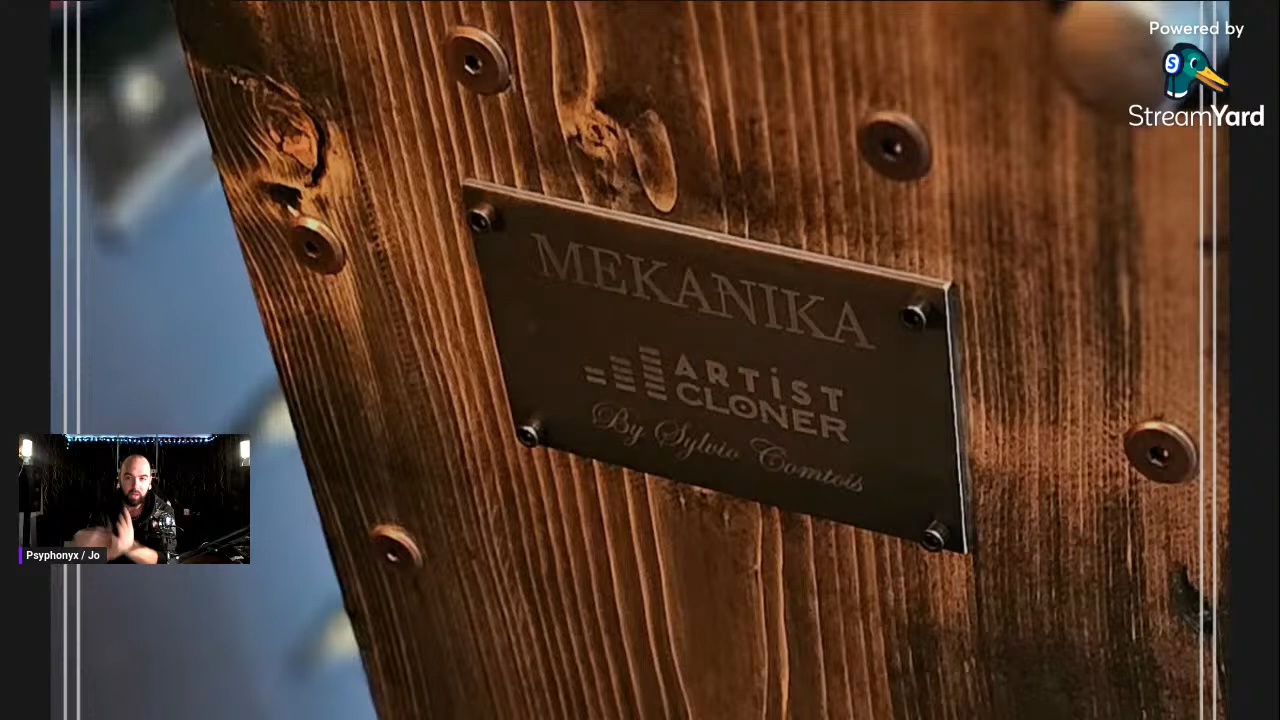 Powered by
StreamYard
MEKANIKA
ARTiST
CLONER
By Sylvio Comtois
Psyphonyx / Jo